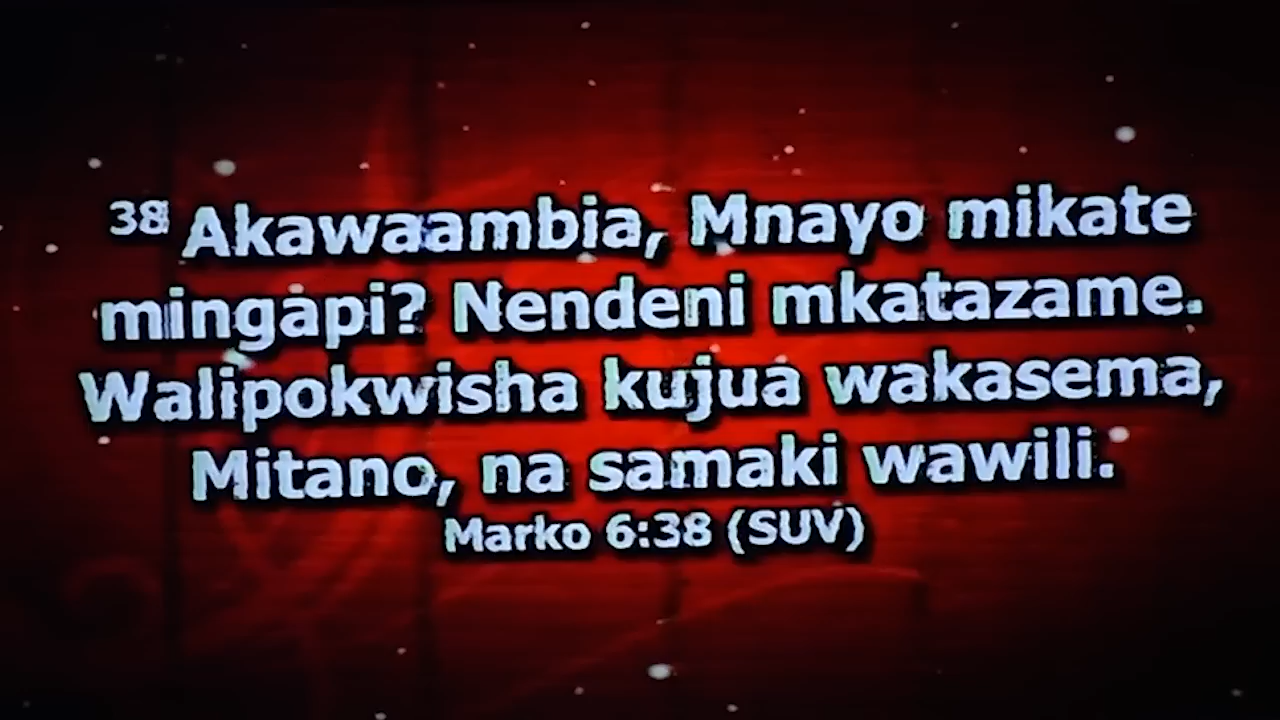 38 Akawaambia, Mnayo mikate
mingapi? Nendeni mkatazame.
Walipokwisha kujua wakasema,
Mitano, na samaki wawili.
Marko 6:38 (SUV)